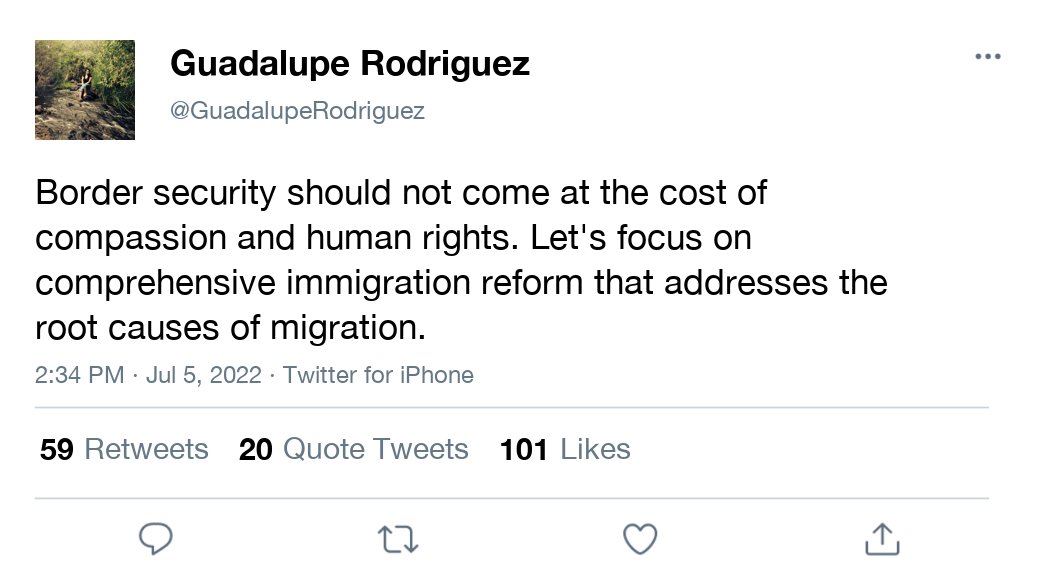 Guadalupe Rodriguez
@GuadalupeRodriguez
Border security should not come at the cost of
compassion and human rights. Let's focus on
comprehensive immigration reform that addresses the
root causes of migration.
2:34 PM · Jul 5, 2022 · Twitter for iPhone
59 Retweets 20 Quote Tweets 101 Likes